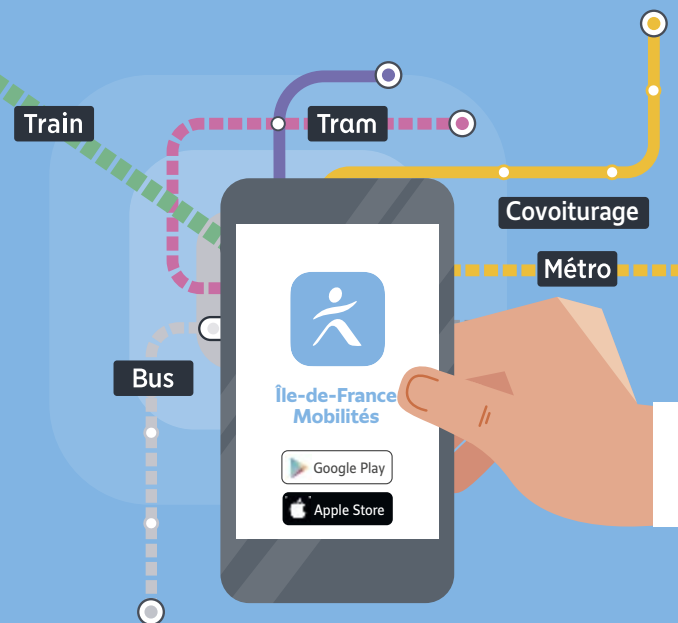 Train
Tram
Covoiturage
Métro
Bus
Île-de-France
Mobilités
Google Play
Apple Store